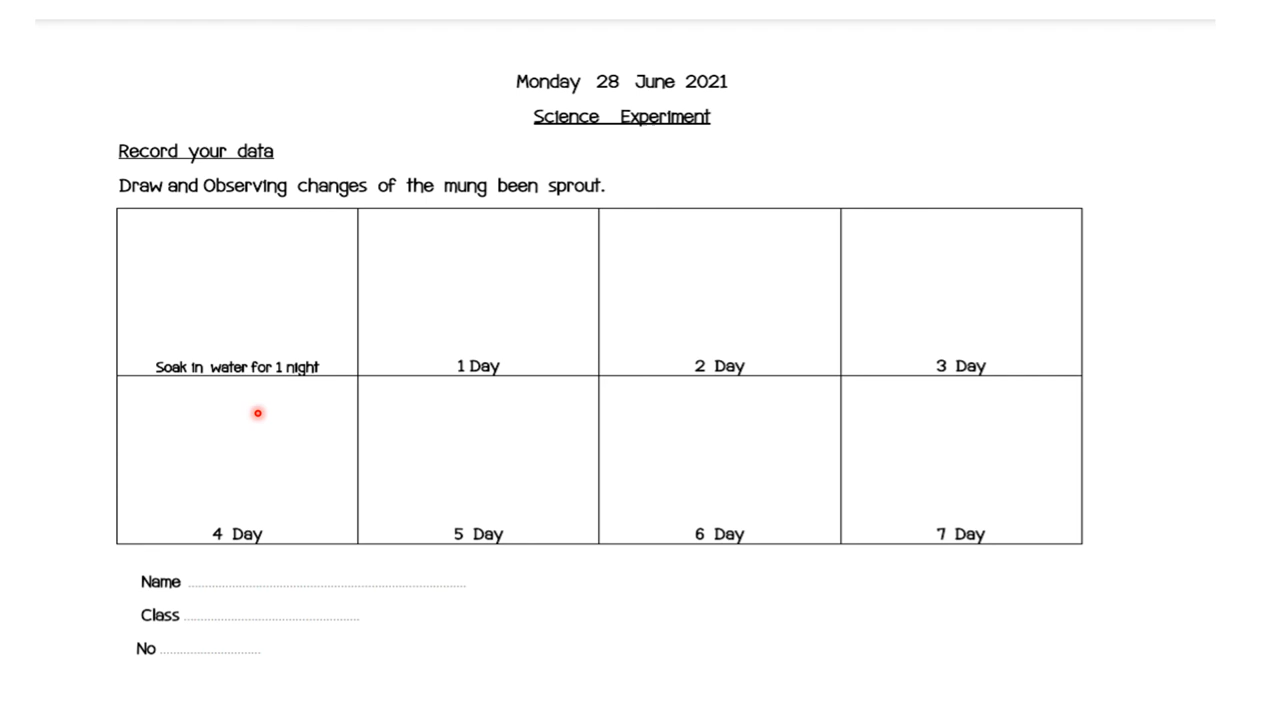 Monday 28 June 2021
Science Experiment
Record your data
Draw and Observing changes of the mung been sprout.
Soak in water for 1 night
1 Day
2 Day
3 Day
4 Day
5 Day
6 Day
7 Day
Name
Class
No